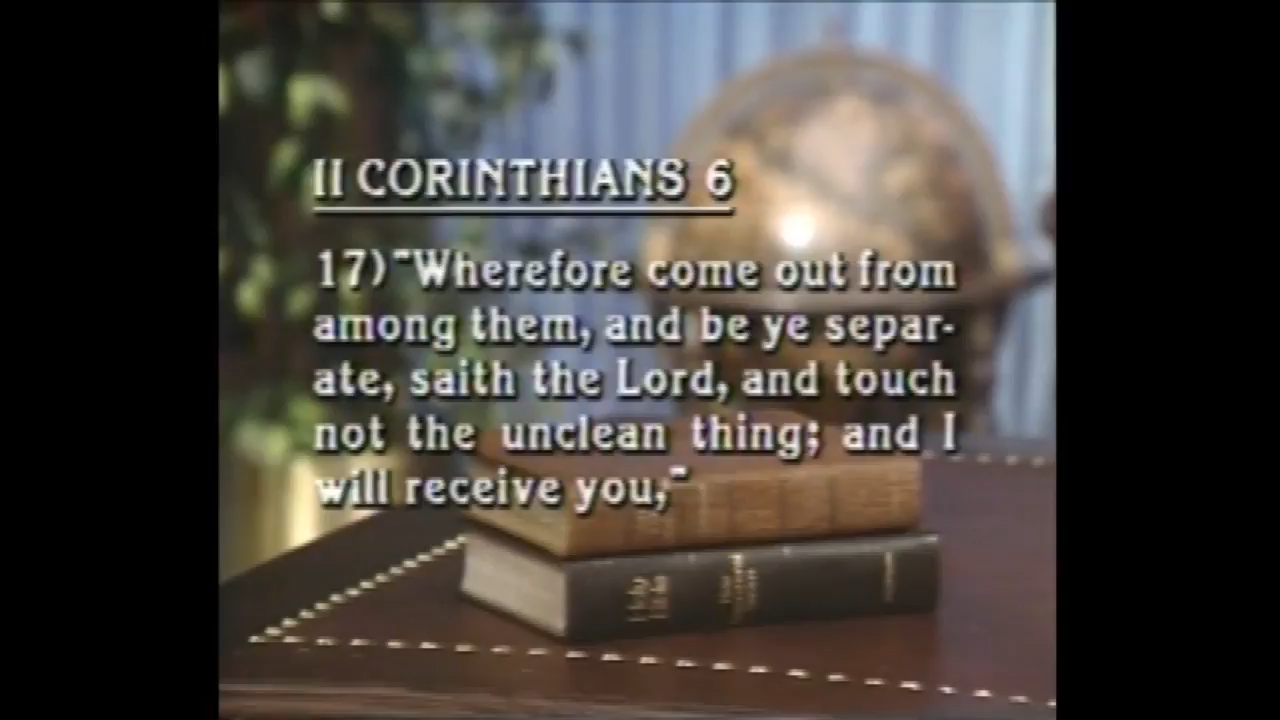 II CORINTHIANS 6
17) "Wherefore come out from
among them, and be ye separ-
ate, saith the Lord, and touch
not the unclean thing; and I
will receive you,"
Holy